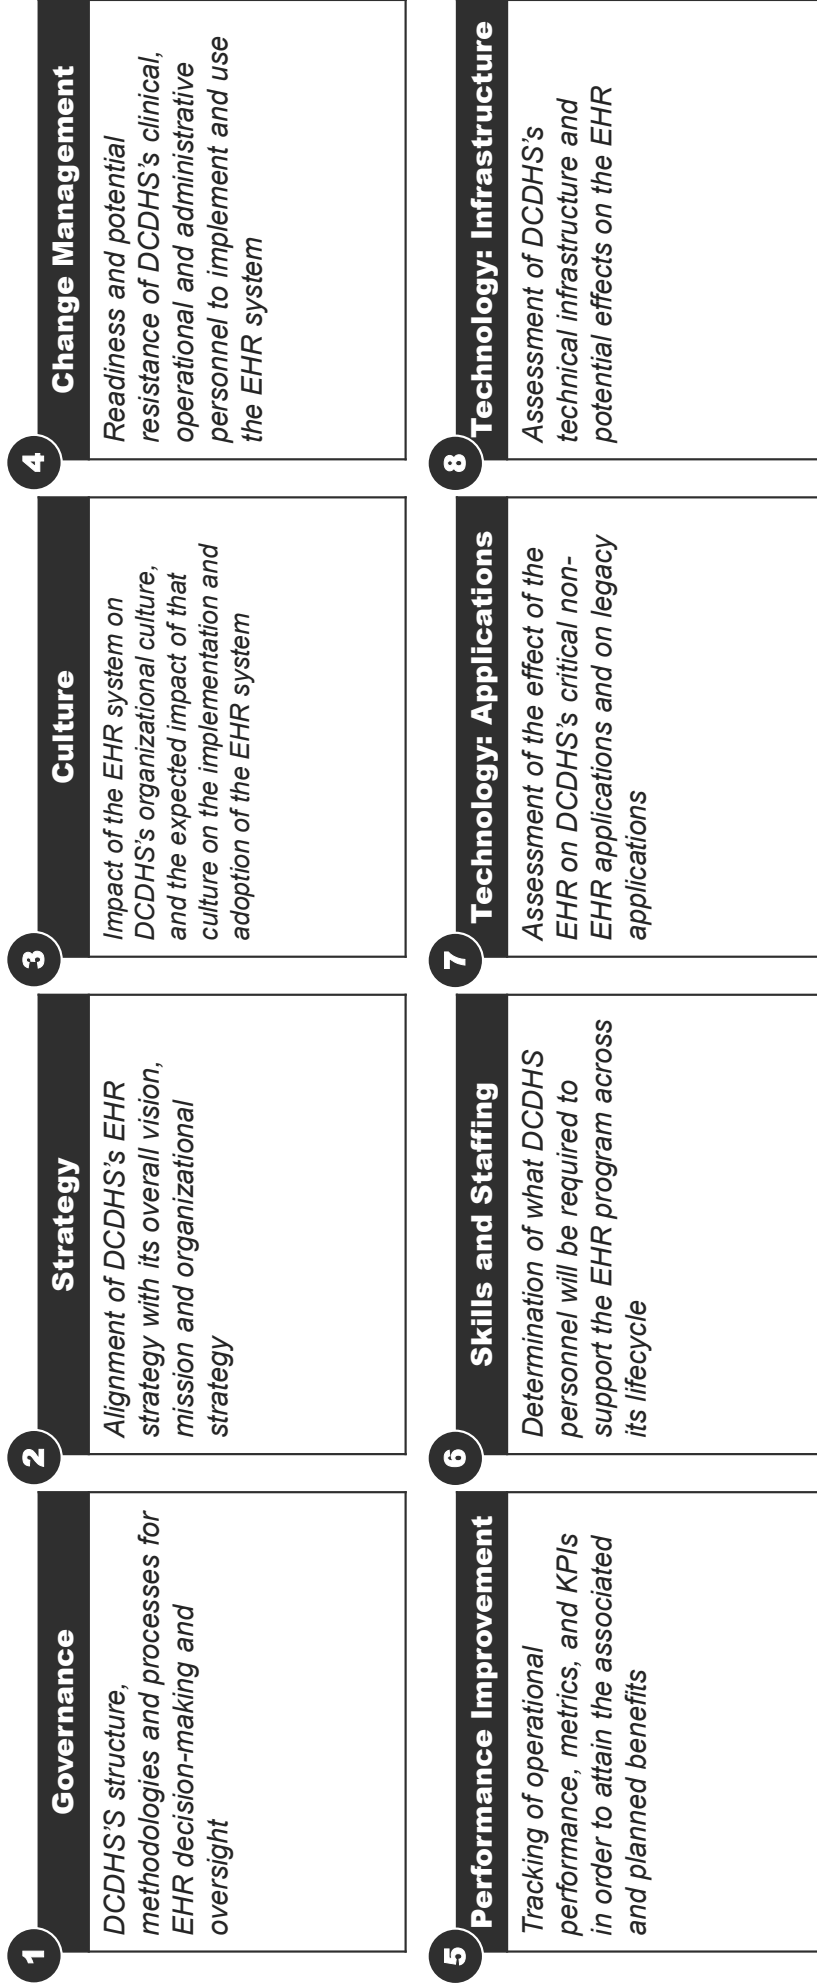 1
Governance
DCDHS'S structure,
methodologies and processes for
EHR decision-making and
oversight
2
Strategy
Alignment of DCDHS's EHR
strategy with its overall vision,
mission and organizational
strategy
3
Culture
Impact of the EHR system on
DCDHS's organizational culture,
and the expected impact of that
culture on the implementation and
adoption of the EHR system
4
Change Management
Readiness and potential
resistance of DCDHS's clinical,
operational and administrative
personnel to implement and use
the EHR system
5
Performance Improvement
Tracking of operational
performance, metrics, and KPIs
in order to attain the associated
and planned benefits
6
Skills and Staffing
Determination of what DCDHS
personnel will be required to
support the EHR program across
its lifecycle
7
Technology: Applications
Assessment of the effect of the
EHR on DCDHS's critical non-
EHR applications and on legacy
applications
8
Technology: Infrastructure
Assessment of DCDHS's
technical infrastructure and
potential effects on the EHR